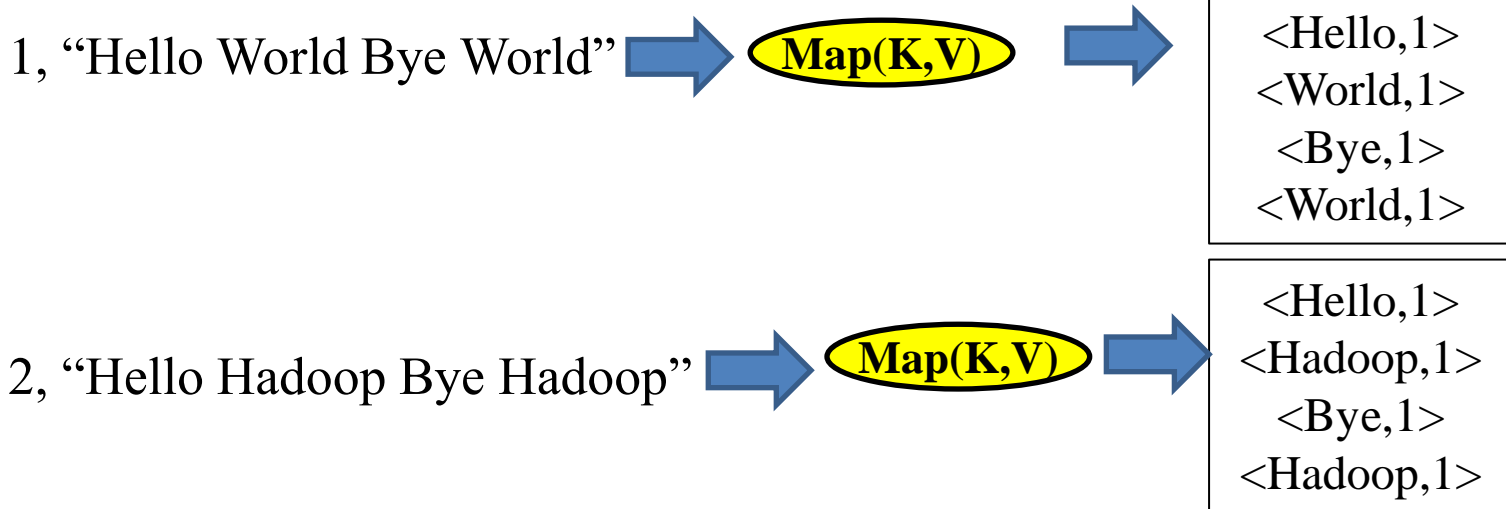 1, “Hello World Bye World”
Map(K,V)
<Hello,1>
<World,1>
<Bye,1>
<World,1>
2, “Hello Hadoop Bye Hadoop”
Map(K,V)
<Hello,1>
<Hadoop,1>
<Bye,1>
<Hadoop,1>